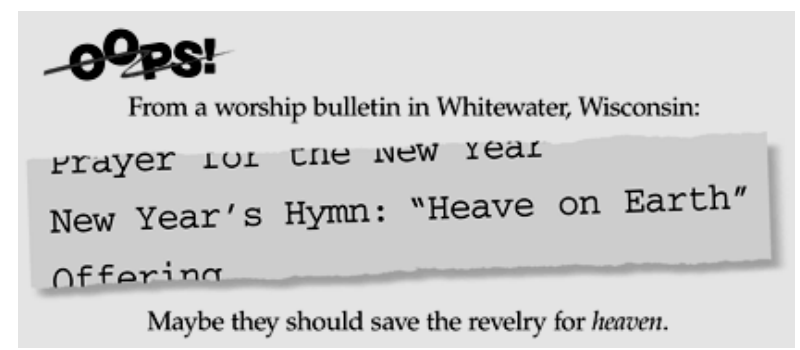 OOPS!
From a worship bulletin in Whitewater, Wisconsin:
Prayer for the New Year
New Year's Hymn: “Heave on Earth”
Offering
Maybe they should save the revelry for heaven.